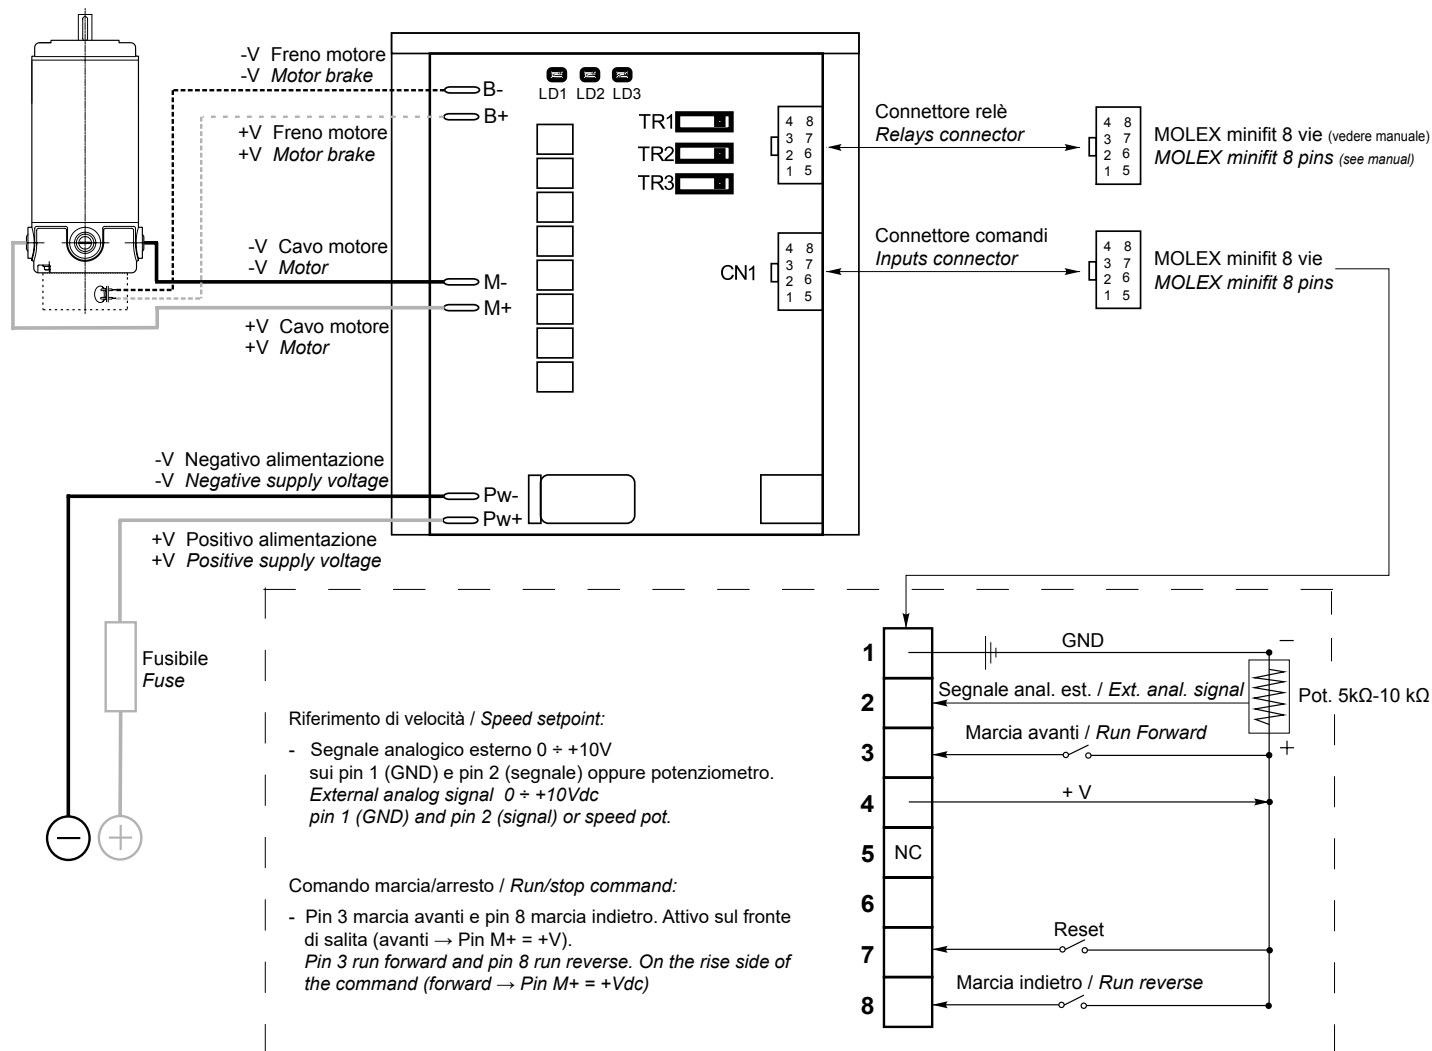 -V Freno motore
-V Motor brake
+V Freno motore
+V Motor brake
-V Cavo motore
-V Motor
+V Cavo motore
+V Motor
-V Negativo alimentazione
-V Negative supply voltage
+V Positivo alimentazione
+V Positive supply voltage
Fusibile
Fuse
B-
B+
M-
M+
Pw-
Pw+
LD1 LD2 LD3
TR1
TR2
TR3
4 8
3 7
2 6
1 5
CN1
4 8
3 7
2 6
1 5
Connettore relè
Relays connector
4 8
3 7
2 6
1 5
MOLEX minifit 8 vie (vedere manuale)
MOLEX minifit 8 pins (see manual)
Connettore comandi
Inputs connector
4 8
3 7
2 6
1 5
MOLEX minifit 8 vie
MOLEX minifit 8 pins
Riferimento di velocità / Speed setpoint:
- Segnale analogico esterno 0 ÷ +10V
sui pin 1 (GND) e pin 2 (segnale) oppure potenziometro.
External analog signal 0 ÷ +10Vdc
pin 1 (GND) and pin 2 (signal) or speed pot.
Comando marcia/arresto / Run/stop command:
- Pin 3 marcia avanti e pin 8 marcia indietro. Attivo sul fronte
di salita (avanti → Pin M+ = +V).
Pin 3 run forward and pin 8 run reverse. On the rise side of
the command (forward → Pin M+ = +Vdc)
1 GND −
2 Segnale anal. est. / Ext. anal. signal
Pot. 5kΩ-10 kΩ
3 Marcia avanti / Run Forward +
4 + V
5 NC
6
7 Reset
8 Marcia indietro / Run reverse